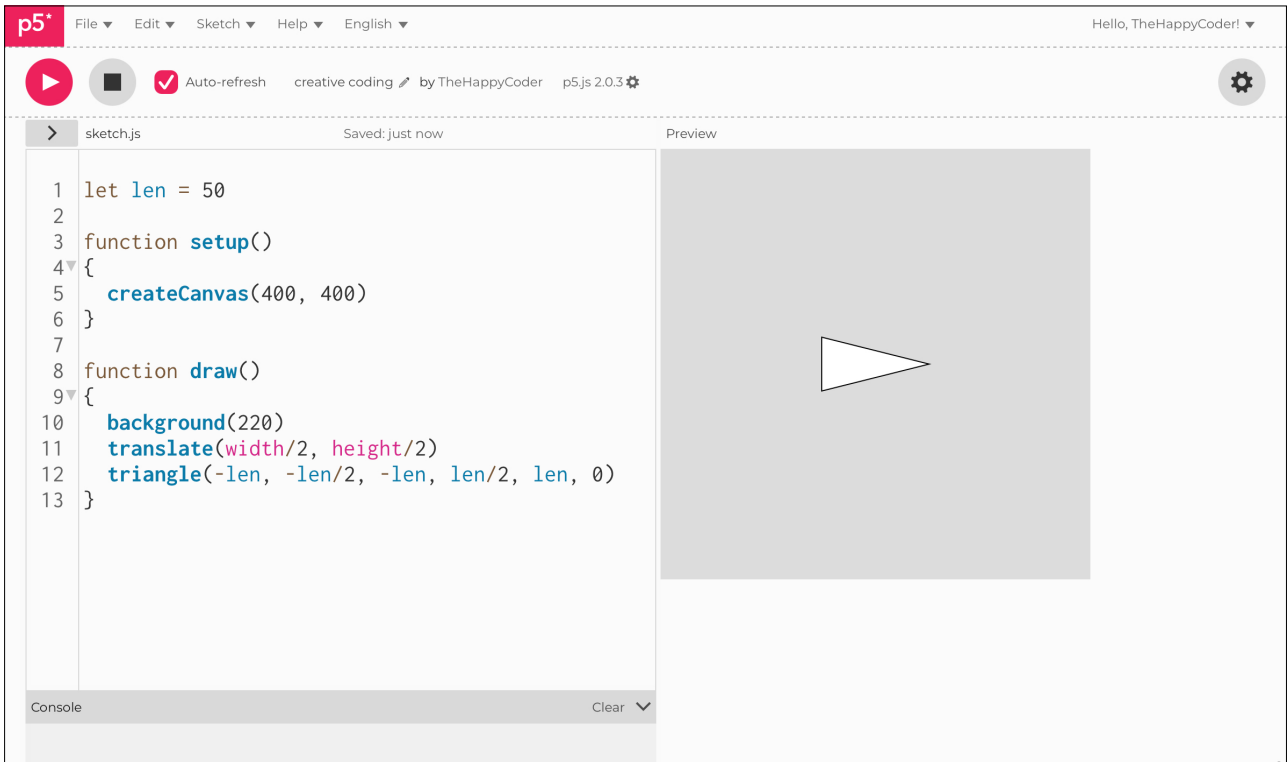 p5* File Edit Sketch Help English Hello, TheHappyCoder!
Auto-refresh creative coding by TheHappyCoder p5.js 2.0.3
sketch.js Saved: just now Preview
1 let len = 50
2
3 function setup()
4 {
5   createCanvas(400, 400)
6 }
7
8 function draw()
9 {
10   background(220)
11   translate(width/2, height/2)
12   triangle(-len, -len/2, -len, len/2, len, 0)
13 }
Console Clear